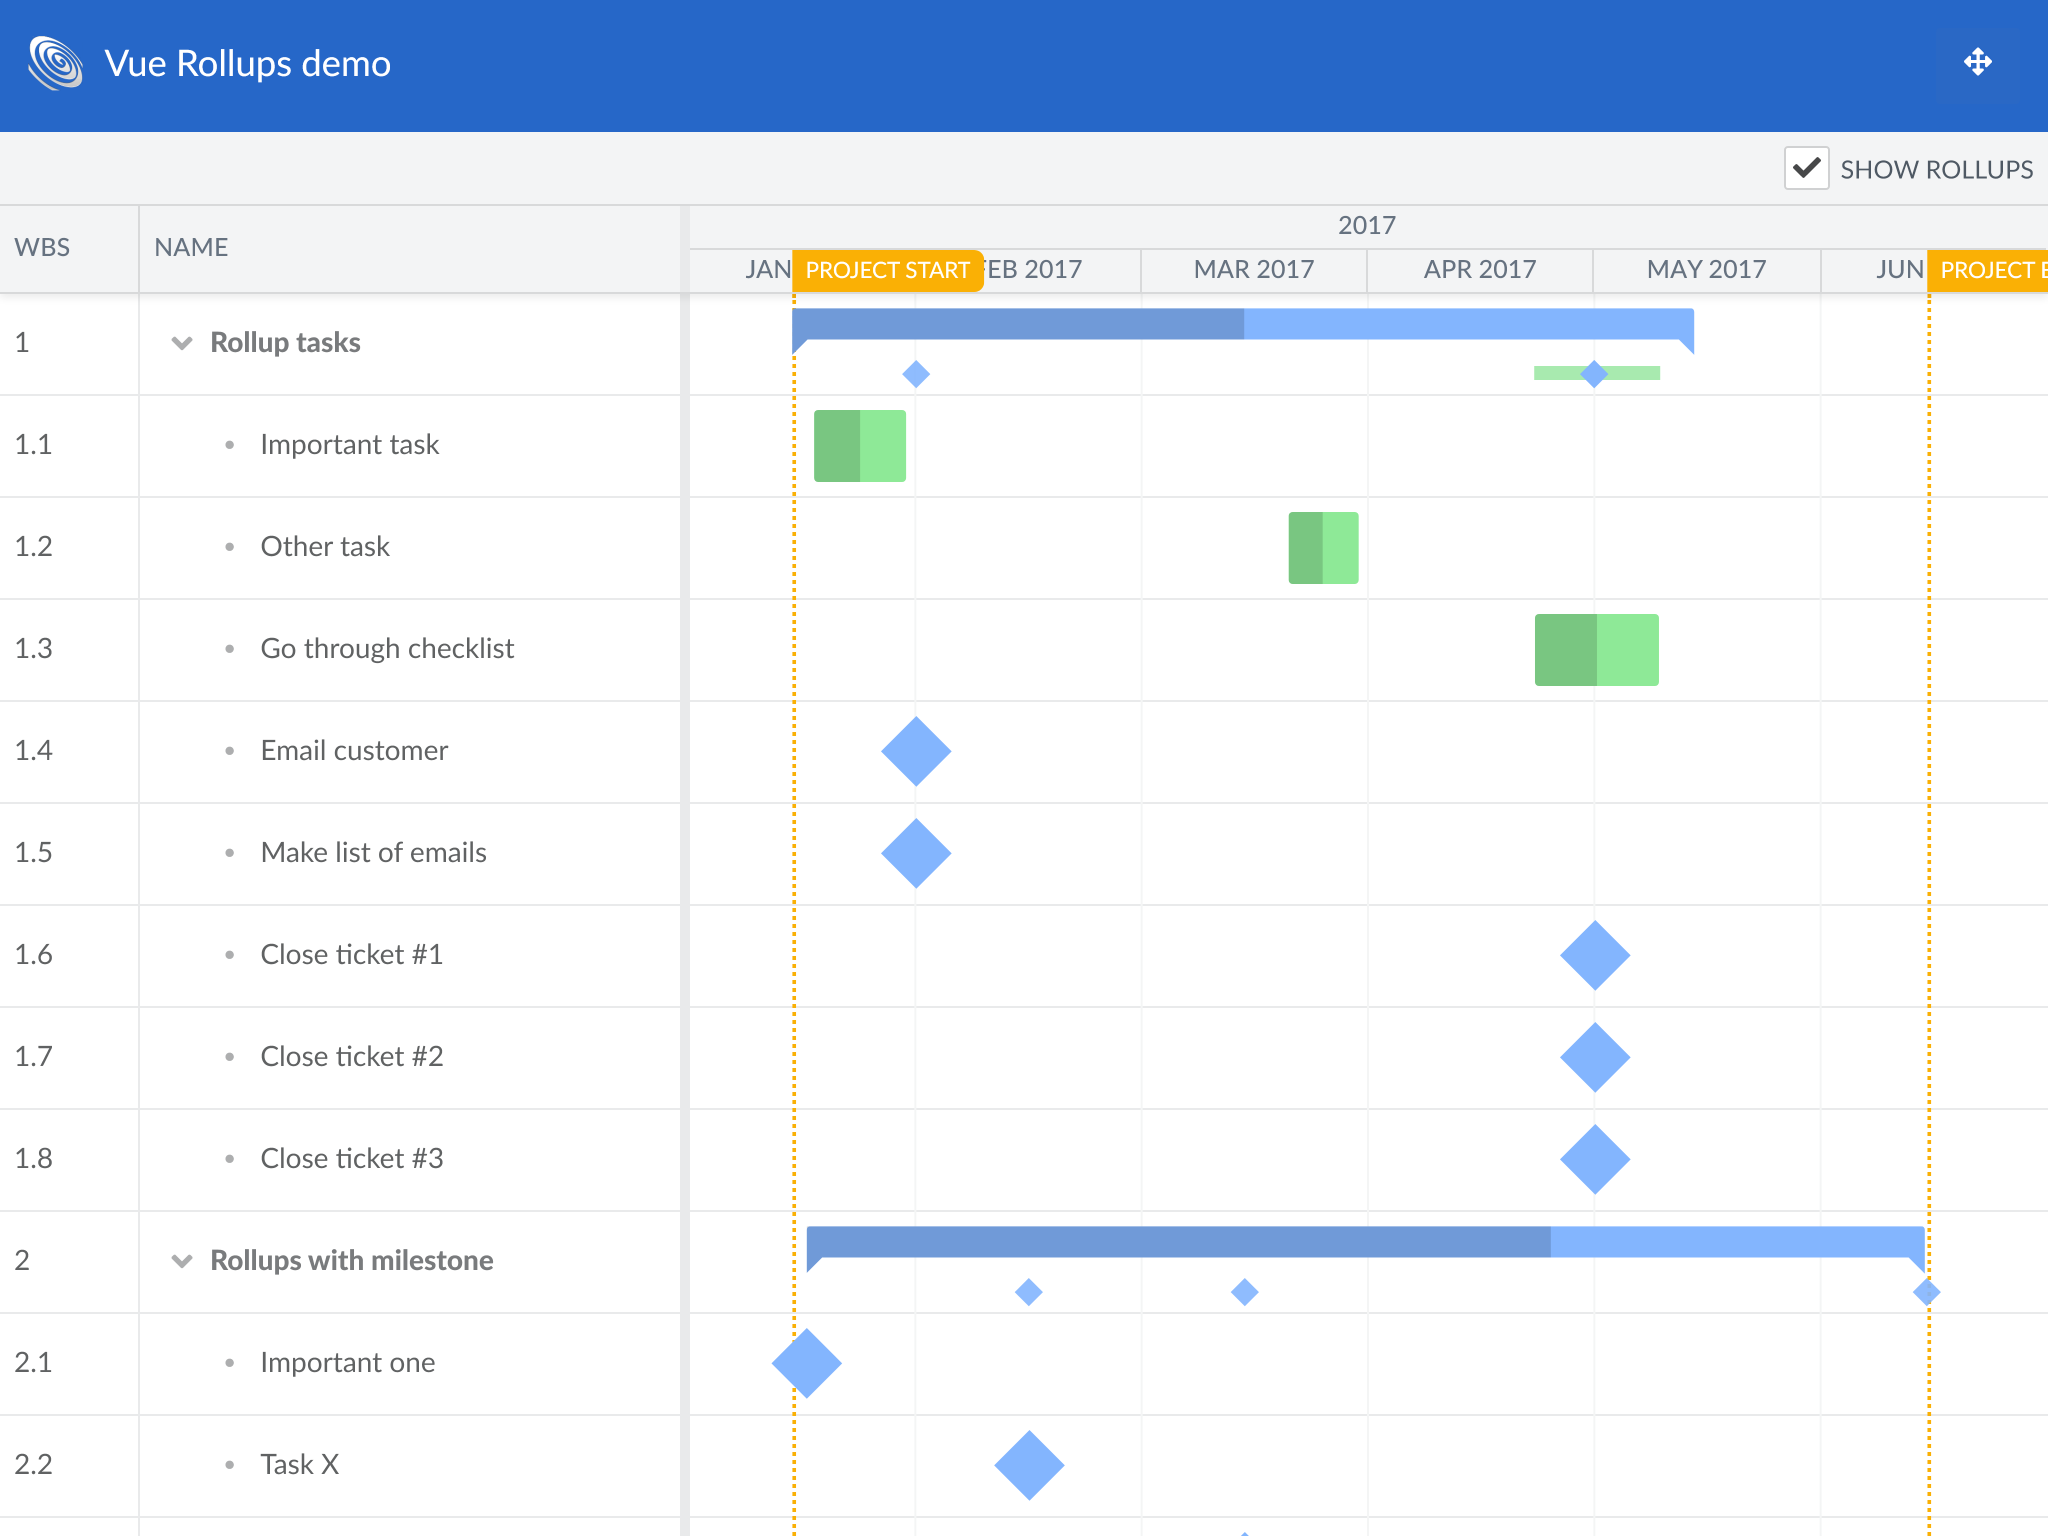 Vue Rollups demo
SHOW ROLLUPS
WBS NAME
2017
JAN PROJECT START EB 2017 MAR 2017 APR 2017 MAY 2017 JUN PROJECT E
1 Rollup tasks
1.1 Important task
1.2 Other task
1.3 Go through checklist
1.4 Email customer
1.5 Make list of emails
1.6 Close ticket #1
1.7 Close ticket #2
1.8 Close ticket #3
2 Rollups with milestone
2.1 Important one
2.2 Task X